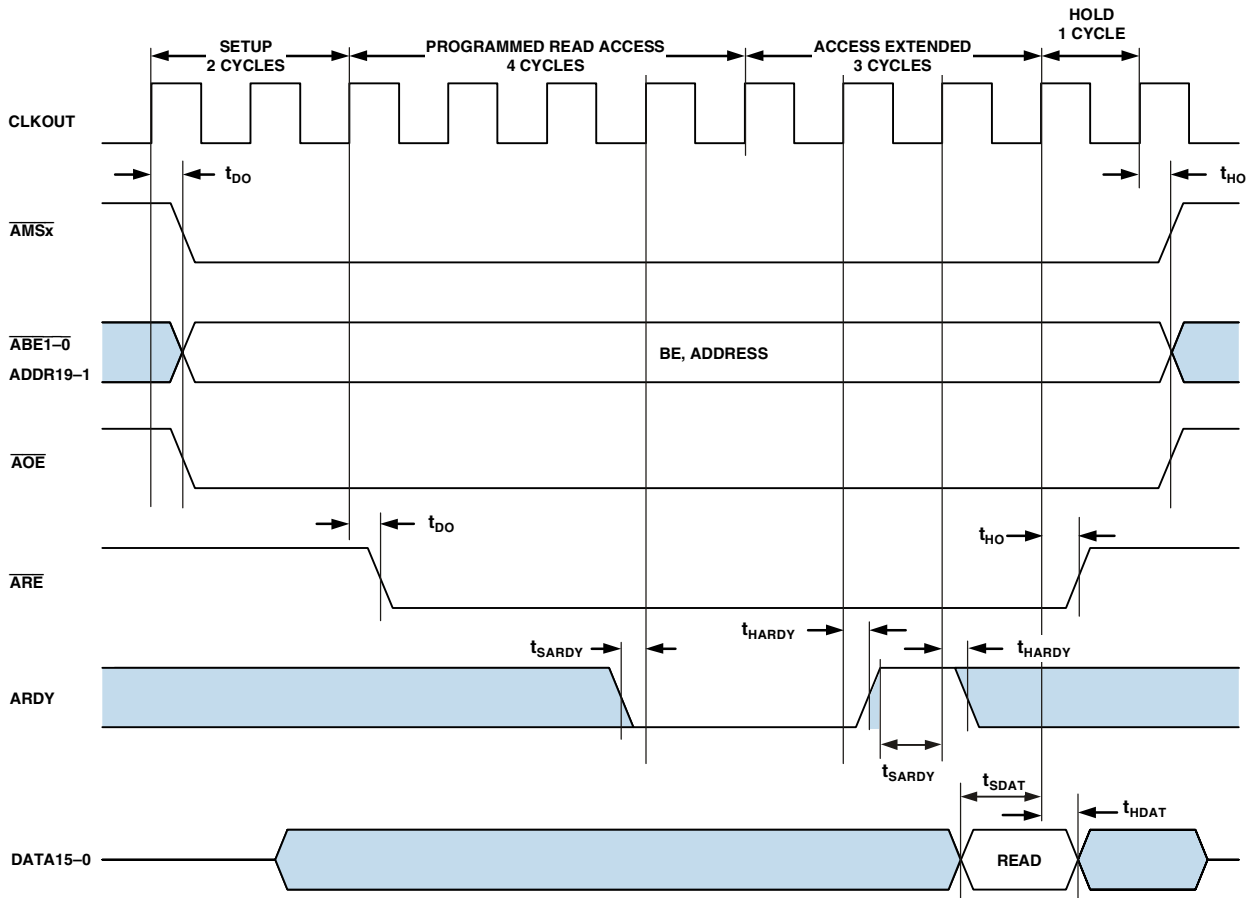 HOLD
1 CYCLE
SETUP
2 CYCLES
PROGRAMMED READ ACCESS
4 CYCLES
ACCESS EXTENDED
3 CYCLES
CLKOUT
tDO
tHO
AMSx
ABE1–0
BE, ADDRESS
ADDR19–1
AOE
tDO
tHO
ARE
tSARDY
tHARDY
tHARDY
ARDY
tSARDY
tSDAT
tHDAT
DATA15–0
READ